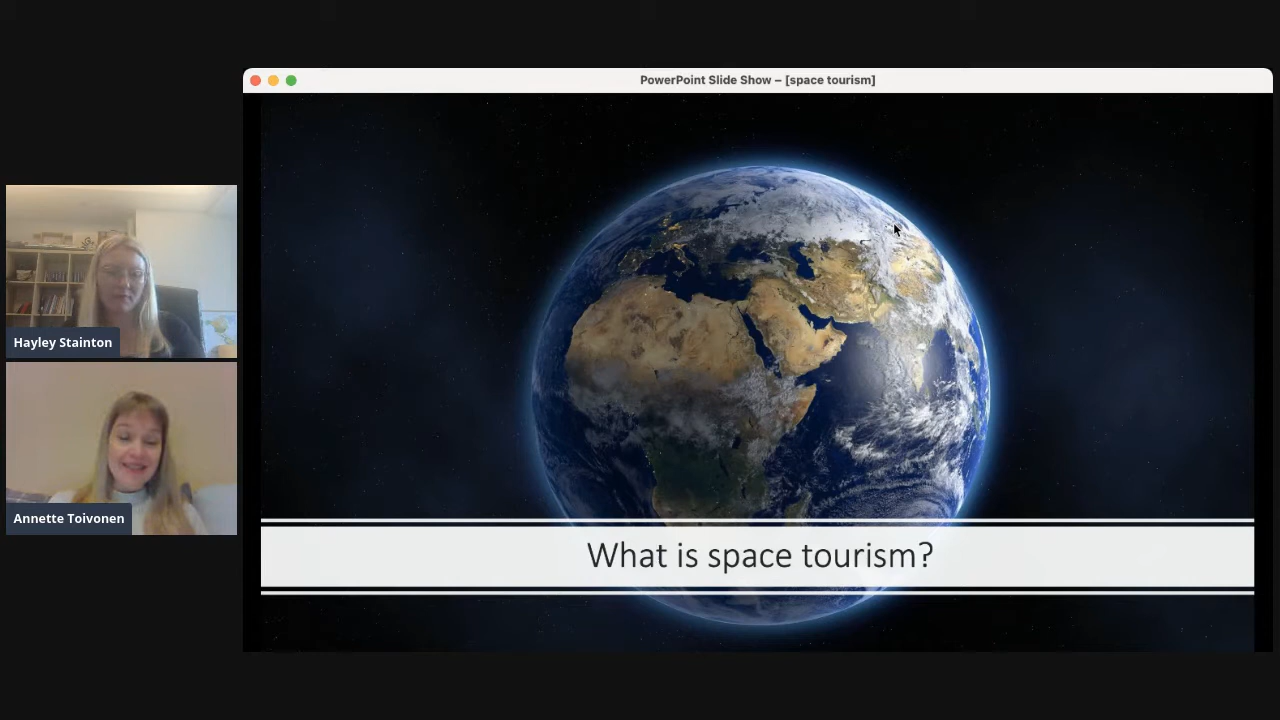 PowerPoint Slide Show – [space tourism]
Hayley Stainton
Annette Toivonen
What is space tourism?